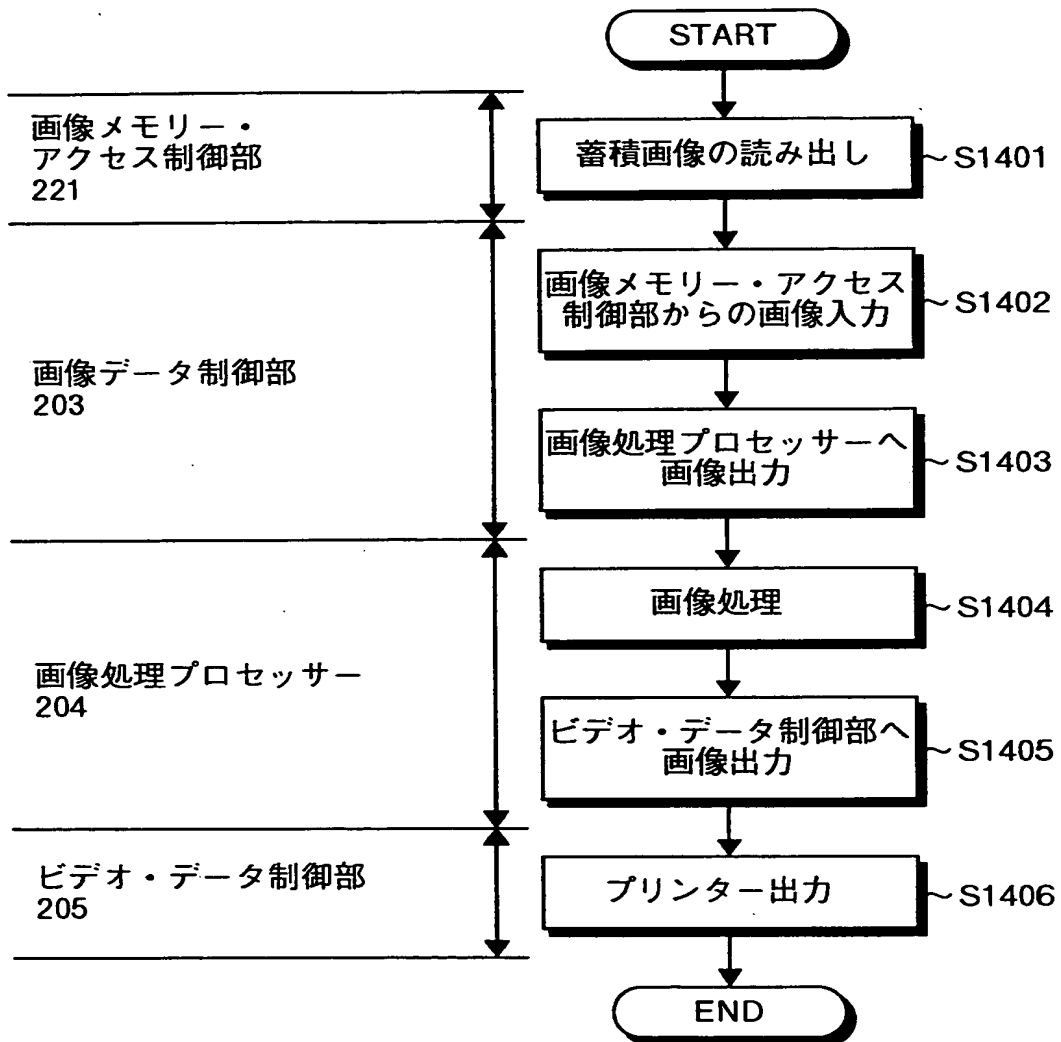 START
画像メモリー・
アクセス制御部
221
蓄積画像の読み出し
~S1401
画像メモリー・アクセス
制御部からの画像入力
~S1402
画像データ制御部
203
画像処理プロセッサーへ
画像出力
~S1403
画像処理
~S1404
画像処理プロセッサー
204
ビデオ・データ制御部へ
画像出力
~S1405
ビデオ・データ制御部
205
プリンター出力
~S1406
END